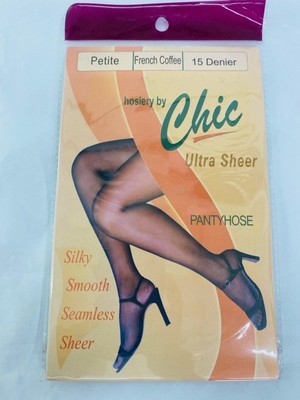 Petite French Coffee 15 Denier
hosiery by
Chic
Ultra Sheer
PANTYHOSE
Silky
Smooth
Seamless
Sheer